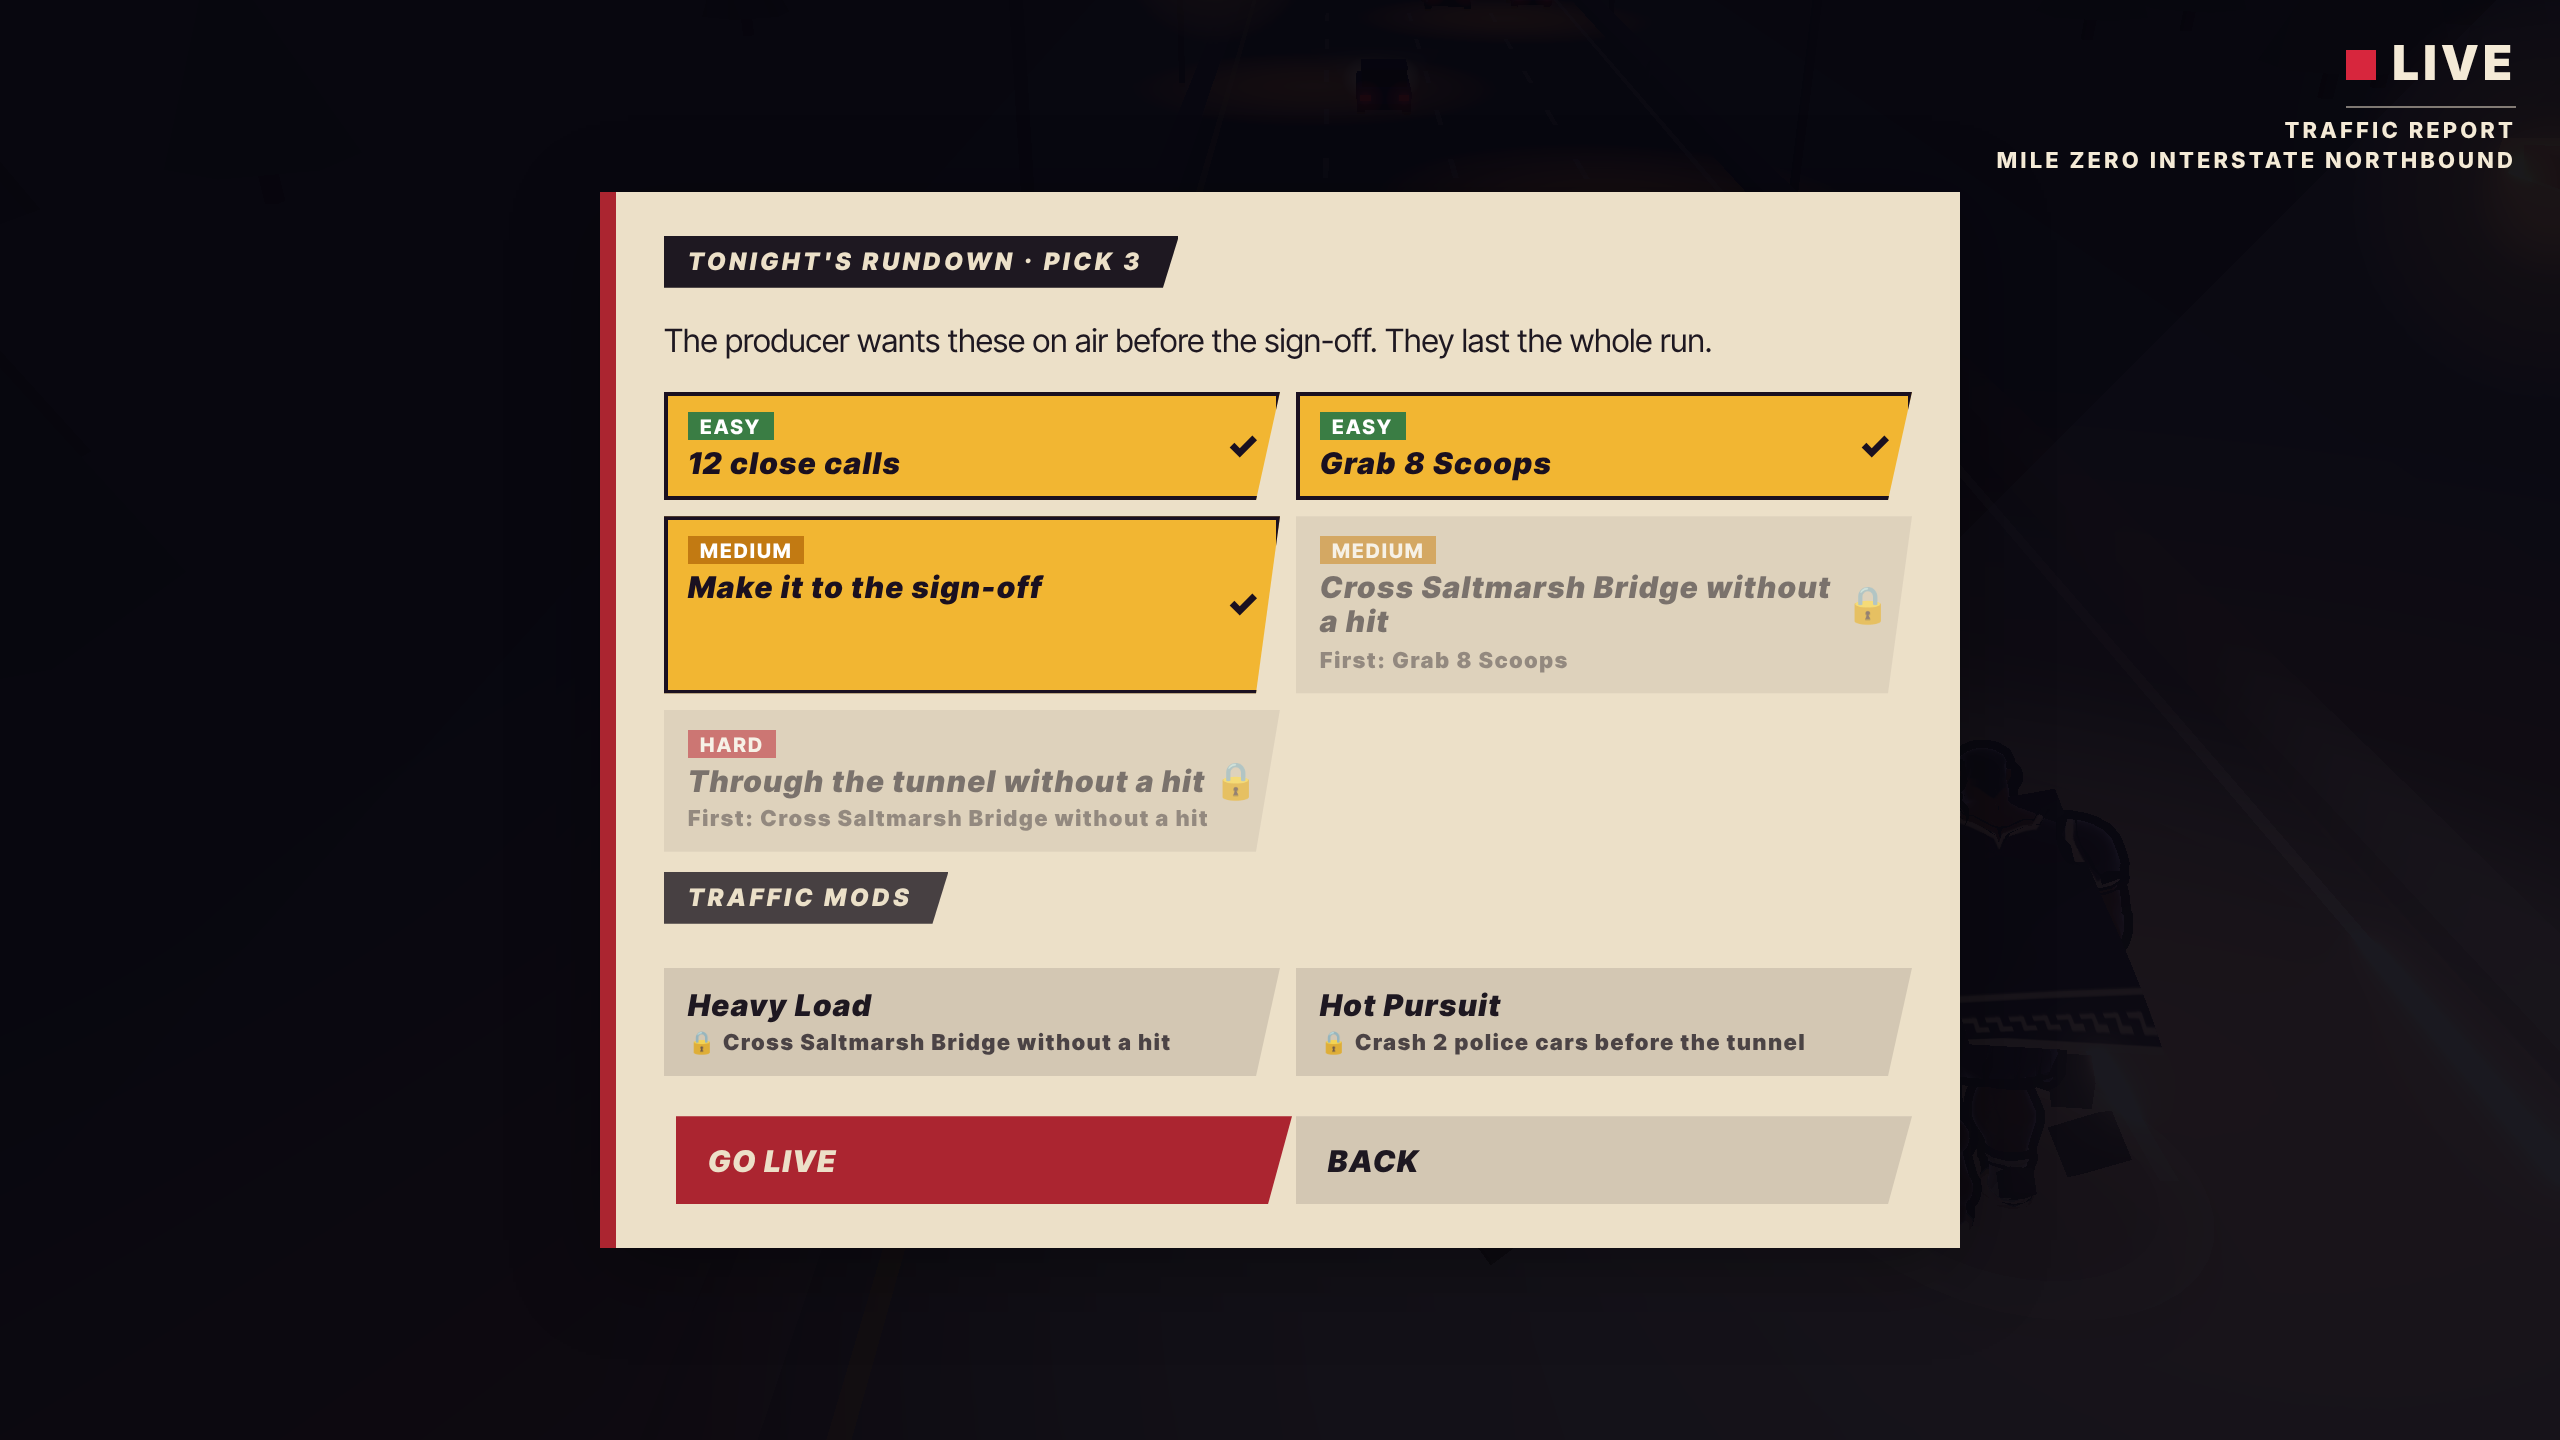 LIVE
TRAFFIC REPORT
MILE ZERO INTERSTATE NORTHBOUND
TONIGHT'S RUNDOWN · PICK 3
The producer wants these on air before the sign-off. They last the whole run.
EASY
12 close calls
EASY
Grab 8 Scoops
MEDIUM
Make it to the sign-off
MEDIUM
Cross Saltmarsh Bridge without
a hit
First: Grab 8 Scoops
HARD
Through the tunnel without a hit
First: Cross Saltmarsh Bridge without a hit
TRAFFIC MODS
Heavy Load
Cross Saltmarsh Bridge without a hit
Hot Pursuit
Crash 2 police cars before the tunnel
GO LIVE
BACK